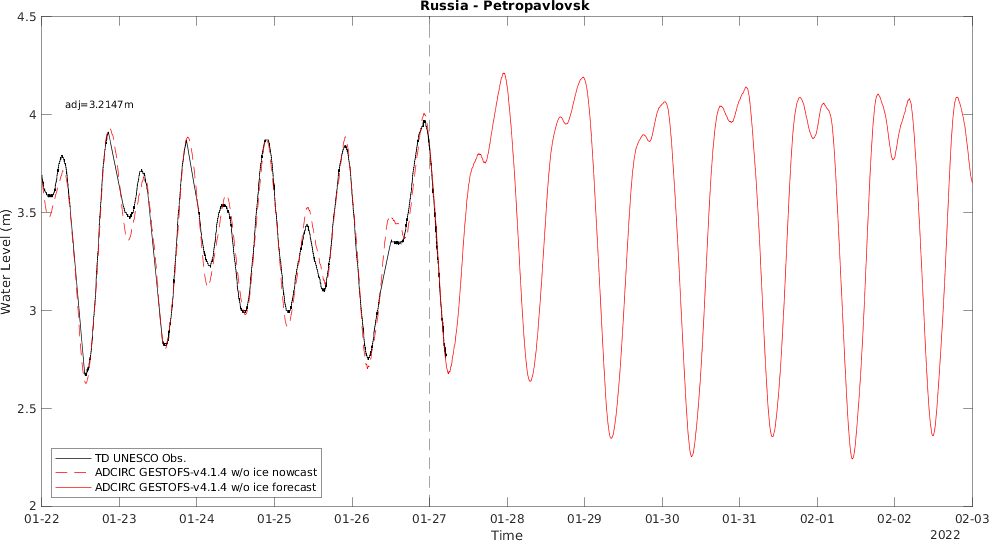 Russia - Petropavlovsk
4.5
4
3.5
3
2.5
2
Water Level (m)
adj=3.2147m
TD UNESCO Obs.
ADCIRC GESTOFS-v4.1.4 w/o ice nowcast
ADCIRC GESTOFS-v4.1.4 w/o ice forecast
01-22 01-23 01-24 01-25 01-26 01-27 01-28 01-29 01-30 01-31 02-01 02-02 02-03
Time
2022